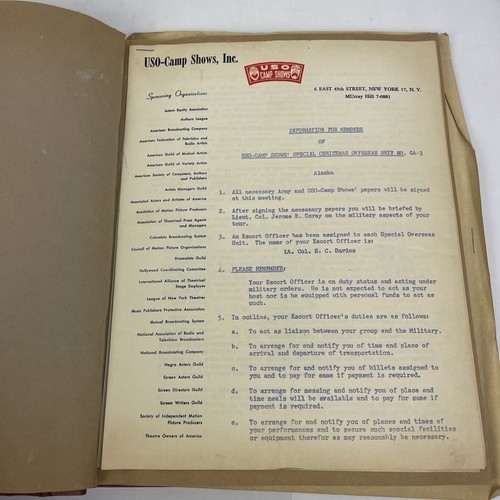 USO-Camp Shows, Inc.
USO
CAMP SHOWS
6 EAST 45th STREET, NEW YORK 17, N. Y.
MUrray Hill 7-0681
Sponsoring Organizations
Actors Equity Association
Authors League
American Broadcasting Company
American Federation of Television and
Radio Artists
American Guild of Musical Artists
American Guild of Variety Artists
American Society of Composers, Authors
and Publishers
Artists Managers Guild
Associated Actors and Artistes of America
Association of Motion Picture Producers
Association of Theatrical Press Agents
and Managers
Columbia Broadcasting System
Council of Motion Picture Organizations
Dramatists Guild
Hollywood Coordinating Committee
International Alliance of Theatrical
Stage Employees
League of New York Theatres
Music Publishers Protective Association
Mutual Broadcasting System
National Association of Radio and
Television Broadcasters
National Broadcasting Company
Negro Actors Guild
Screen Actors Guild
Screen Directors Guild
Screen Writers Guild
Society of Independent Motion
Picture Producers
Theatre Owners of America
INFORMATION FOR MEMBERS
OF
USO-CAMP SHOWS' SPECIAL CHRISTMAS OVERSEAS UNIT NO. GA-3
Alaska
1. All necessary Army and USO-Camp Shows' papers will be signed
at this meeting.
2. After signing the necessary papers you will be briefed by
Lieut. Col. Jerome B. Corey on the military aspects of your
tour.
3. An Escort Officer has been assigned to each Special Overseas
Unit. The name of your Escort Officer is:
Lt. Col. E. C. Davies
4. PLEASE REMEMBER:
Your Escort Officer is on duty status and acting under
military orders. He is not expected to act as your
host nor is he equipped with personal funds to act as
such.
5. In outline, your Escort Officer's duties are as follows:
a. To act as liaison between your group and the Military.
b. To arrange for and notify you of time and place of
arrival and departure of transportation.
c. To arrange for and notify you of billets assigned to
you and to pay for same if payment is required.
d. To arrange for messing and notify you of place and
time meals will be available and to pay for same if
payment is required.
e. To arrange for and notify you of places and times of
your performances and to secure such special facilities
or equipment therefor as may reasonably be necessary.